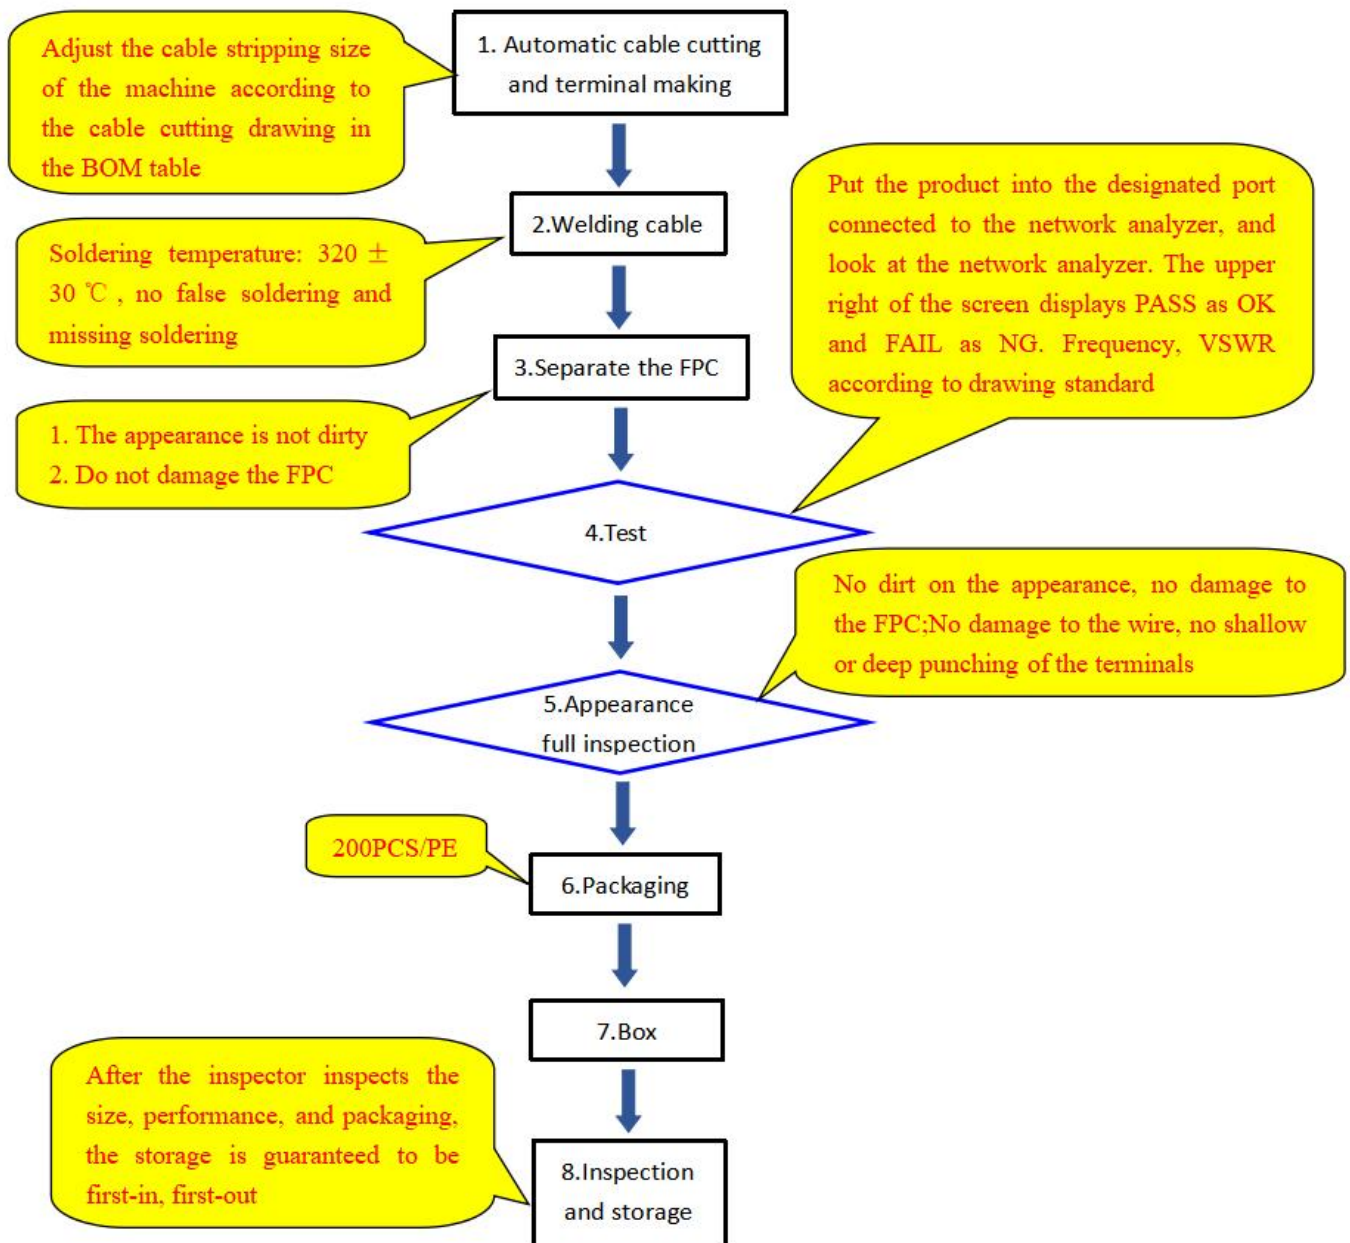 Adjust the cable stripping size
of the machine according to
the cable cutting drawing in
the BOM table
1. Automatic cable cutting
and terminal making
Put the product into the designated port
connected to the network analyzer, and
look at the network analyzer. The upper
right of the screen displays PASS as OK
and FAIL as NG. Frequency, VSWR
according to drawing standard
2.Welding cable
Soldering temperature: 320 ±
30 ℃, no false soldering and
missing soldering
3.Separate the FPC
1. The appearance is not dirty
2. Do not damage the FPC
4.Test
No dirt on the appearance, no damage to
the FPC;No damage to the wire, no shallow
or deep punching of the terminals
5.Appearance
full inspection
200PCS/PE
6.Packaging
7.Box
After the inspector inspects the
size, performance, and packaging,
the storage is guaranteed to be
first-in, first-out
8.Inspection
and storage